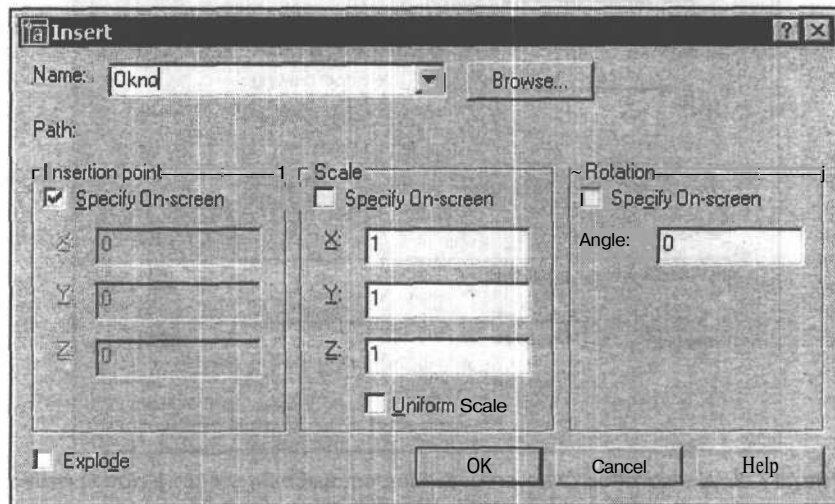 Insert
Name: Okno Browse...
Path:
Insertion point Scale Rotation
Specify On-screen Specify On-screen Specify On-screen
X: 0 X: 1 Angle: 0
Y: 0 Y: 1
Z: 0 Z: 1
Uniform Scale
Explode OK Cancel Help